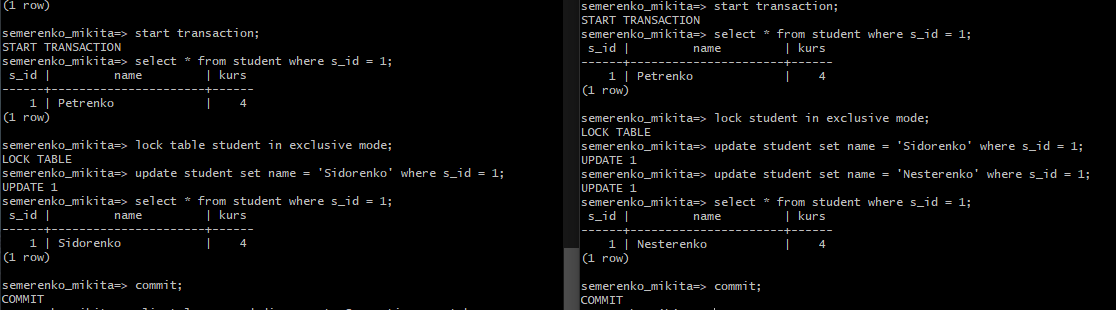 (1 row)
semerenko_mikita=> start transaction;
START TRANSACTION
semerenko_mikita=> select * from student where s_id = 1;
 s_id |         name         | kurs
------+----------------------+------
    1 | Petrenko             |    4
(1 row)
semerenko_mikita=> lock table student in exclusive mode;
LOCK TABLE
semerenko_mikita=> update student set name = 'Sidorenko' where s_id = 1;
UPDATE 1
semerenko_mikita=> select * from student where s_id = 1;
 s_id |         name         | kurs
------+----------------------+------
    1 | Sidorenko            |    4
(1 row)
semerenko_mikita=> commit;
COMMIT
semerenko_mikita=> start transaction;
START TRANSACTION
semerenko_mikita=> select * from student where s_id = 1;
 s_id |         name         | kurs
------+----------------------+------
    1 | Petrenko             |    4
(1 row)
semerenko_mikita=> lock student in exclusive mode;
LOCK TABLE
semerenko_mikita=> update student set name = 'Sidorenko' where s_id = 1;
UPDATE 1
semerenko_mikita=> update student set name = 'Nesterenko' where s_id = 1;
UPDATE 1
semerenko_mikita=> select * from student where s_id = 1;
 s_id |         name         | kurs
------+----------------------+------
    1 | Nesterenko           |    4
(1 row)
semerenko_mikita=> commit;
COMMIT